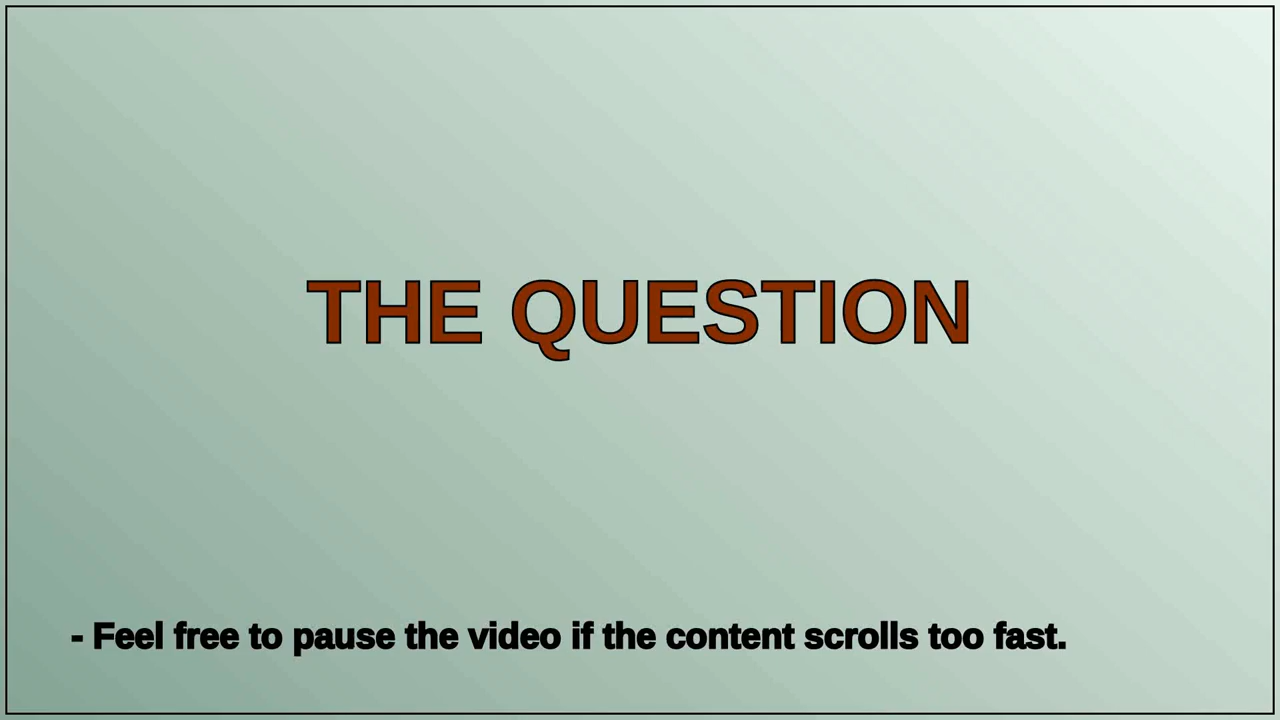 THE QUESTION
- Feel free to pause the video if the content scrolls too fast.